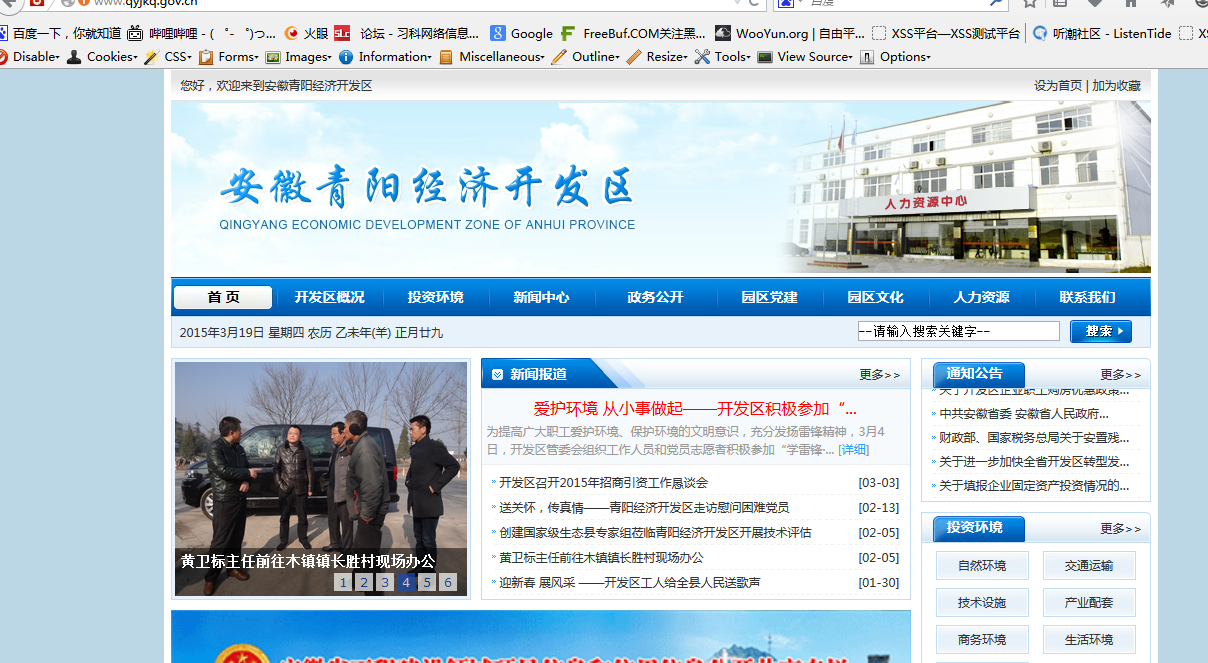 www.qyjkq.gov.cn
百度一下，你就知道 哔哩哔哩 - ( ゜- ゜)つ... 火眼 论坛 - 习科网络信息... Google FreeBuf.COM关注黑... WooYun.org | 自由平... XSS平台—XSS测试平台 听潮社区 - ListenTide
Disable▾ Cookies▾ CSS▾ Forms▾ Images▾ Information▾ Miscellaneous▾ Outline▾ Resize▾ Tools▾ View Source▾ Options▾
您好，欢迎来到安徽青阳经济开发区 设为首页 | 加为收藏
安徽青阳经济开发区
QINGYANG ECONOMIC DEVELOPMENT ZONE OF ANHUI PROVINCE
人力资源中心
首 页 开发区概况 投资环境 新闻中心 政务公开 园区党建 园区文化 人力资源 联系我们
2015年3月19日 星期四 农历 乙未年(羊) 正月廿九 --请输入搜索关键字-- 搜索
黄卫标主任前往木镇镇长胜村现场办公
1 2 3 4 5 6
新闻报道 更多>>
爱护环境 从小事做起——开发区积极参加“...
为提高广大职工爱护环境、保护环境的文明意识，充分发扬雷锋精神，3月4
日，开发区管委会组织工作人员和党员志愿者积极参加“学雷锋·... [详细]
开发区召开2015年招商引资工作恳谈会 [03-03]
送关怀，传真情——青阳经济开发区走访慰问困难党员 [02-13]
创建国家级生态县专家组莅临青阳经济开发区开展技术评估 [02-05]
黄卫标主任前往木镇镇长胜村现场办公 [02-05]
迎新春 展风采 ——开发区工人给全县人民送歌声 [01-30]
通知公告 更多>>
关于开发区企业职工购房优惠政策...
中共安徽省委 安徽省人民政府...
财政部、国家税务总局关于安置残...
关于进一步加快全省开发区转型发...
关于填报企业固定资产投资情况的...
投资环境 更多>>
自然环境 交通运输
技术设施 产业配套
商务环境 生活环境